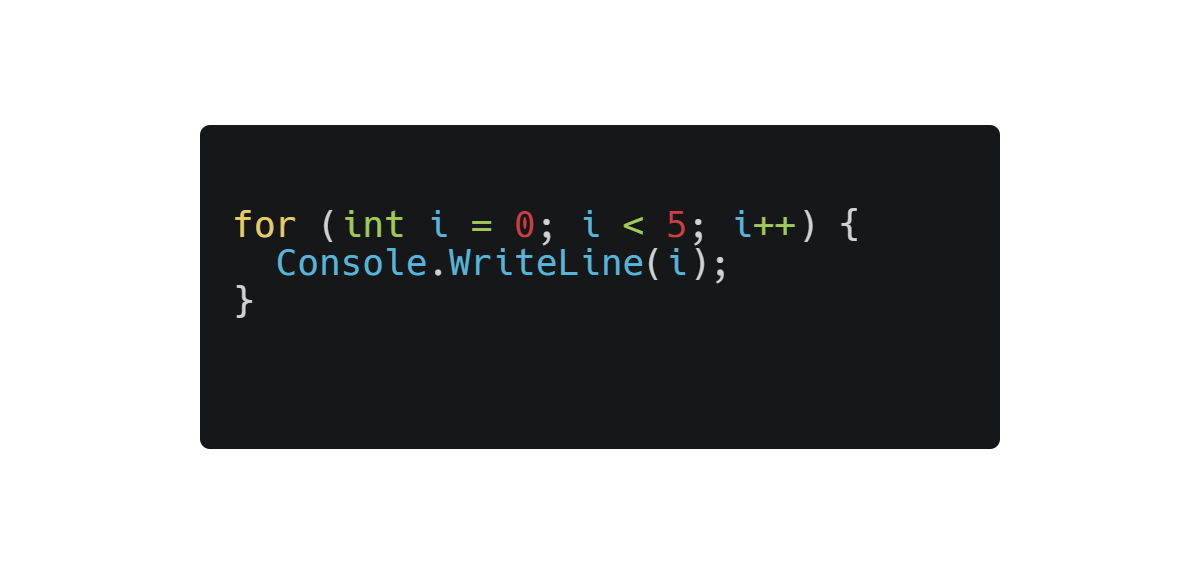 for (int i = 0; i < 5; i++) {
  Console.WriteLine(i);
}